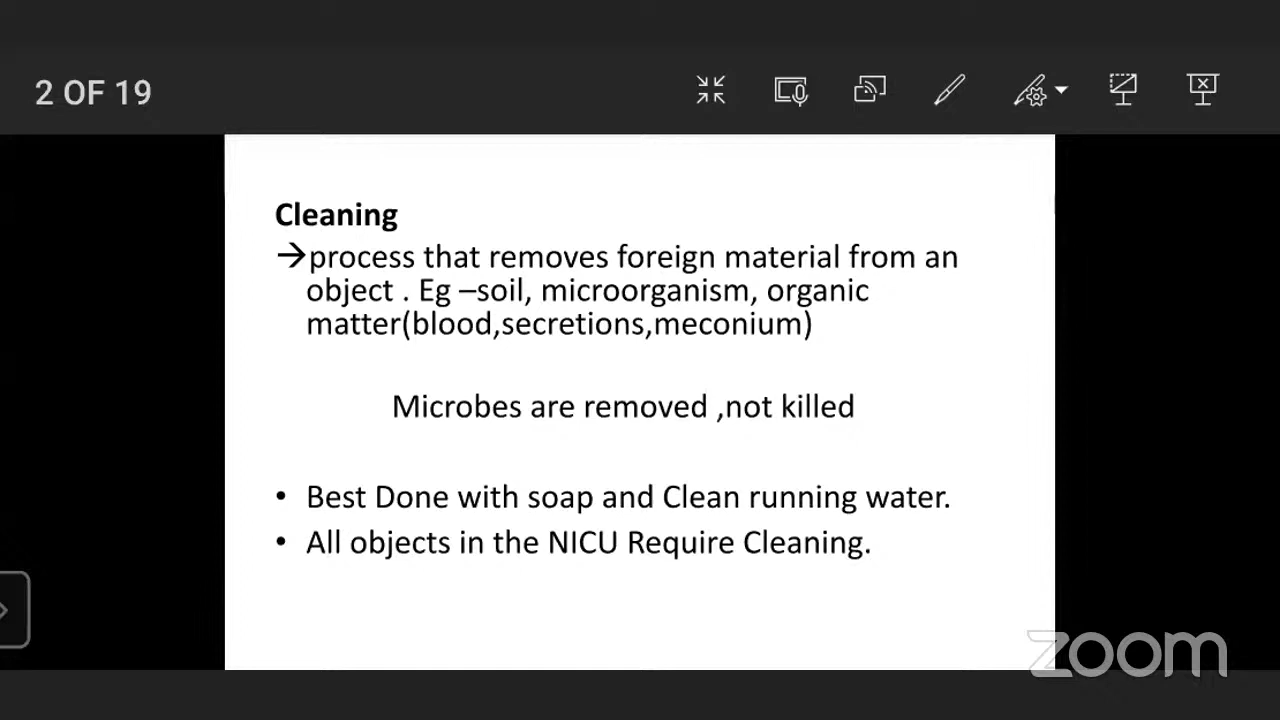 2 OF 19
Cleaning
→process that removes foreign material from an
object . Eg –soil, microorganism, organic
matter(blood,secretions,meconium)
Microbes are removed ,not killed
• Best Done with soap and Clean running water.
• All objects in the NICU Require Cleaning.
zoom